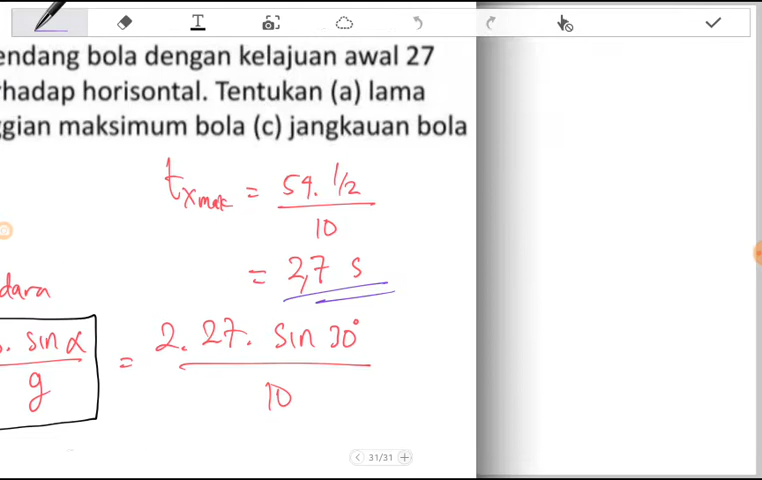 endang bola dengan kelajuan awal 27
rhadap horisontal. Tentukan (a) lama
ggian maksimum bola (c) jangkauan bola
t x mak = 54. 1/2 / 10
= 2,7 s
dara
. sin α / g = 2. 27. sin 30° / 10
31/31